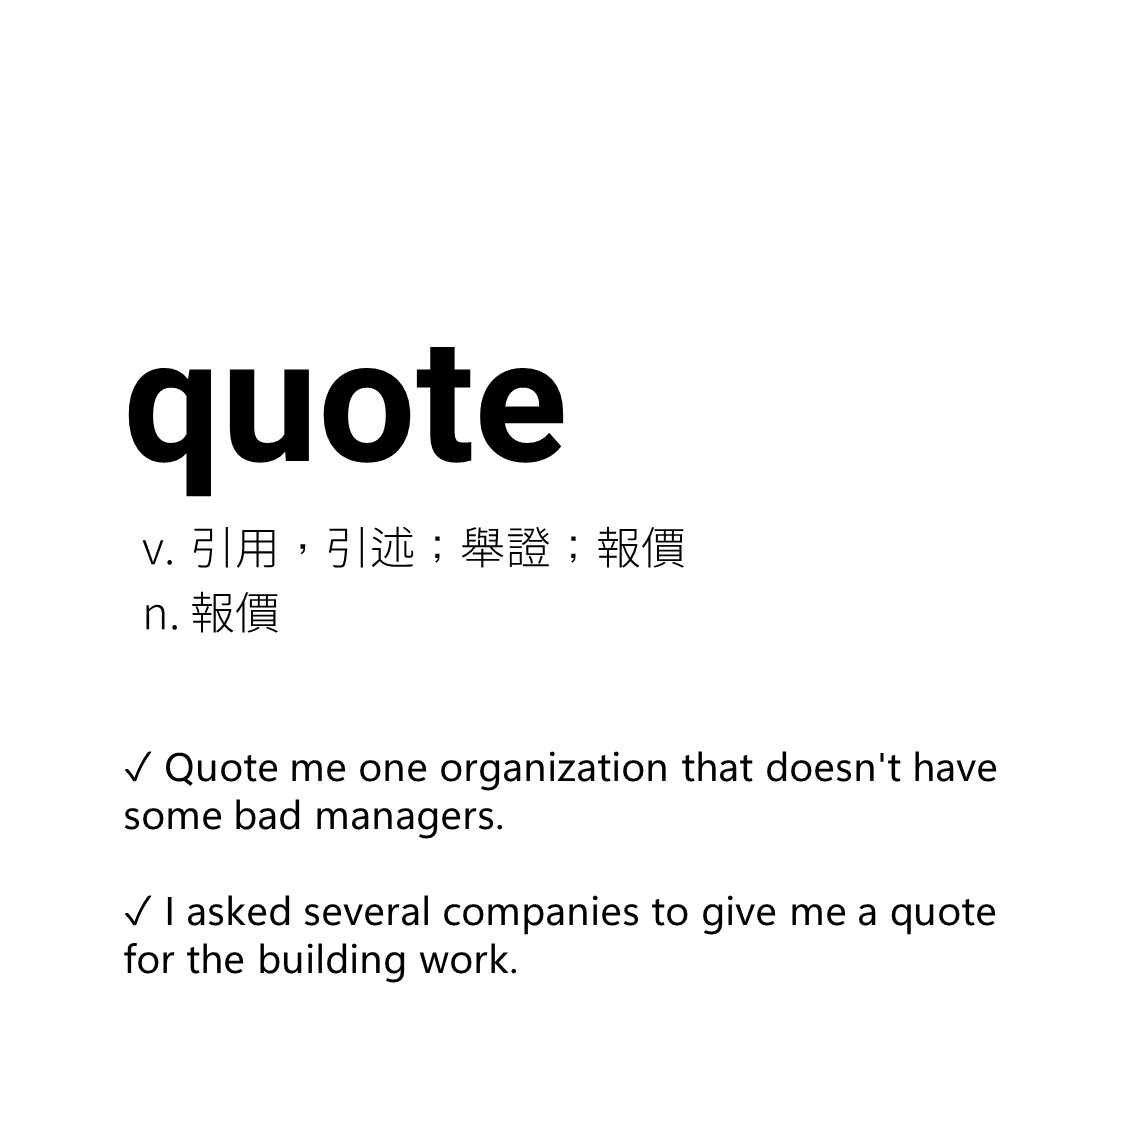 quote
v. 引用，引述；舉證；報價
n. 報價
✓ Quote me one organization that doesn't have
some bad managers.
✓ I asked several companies to give me a quote
for the building work.